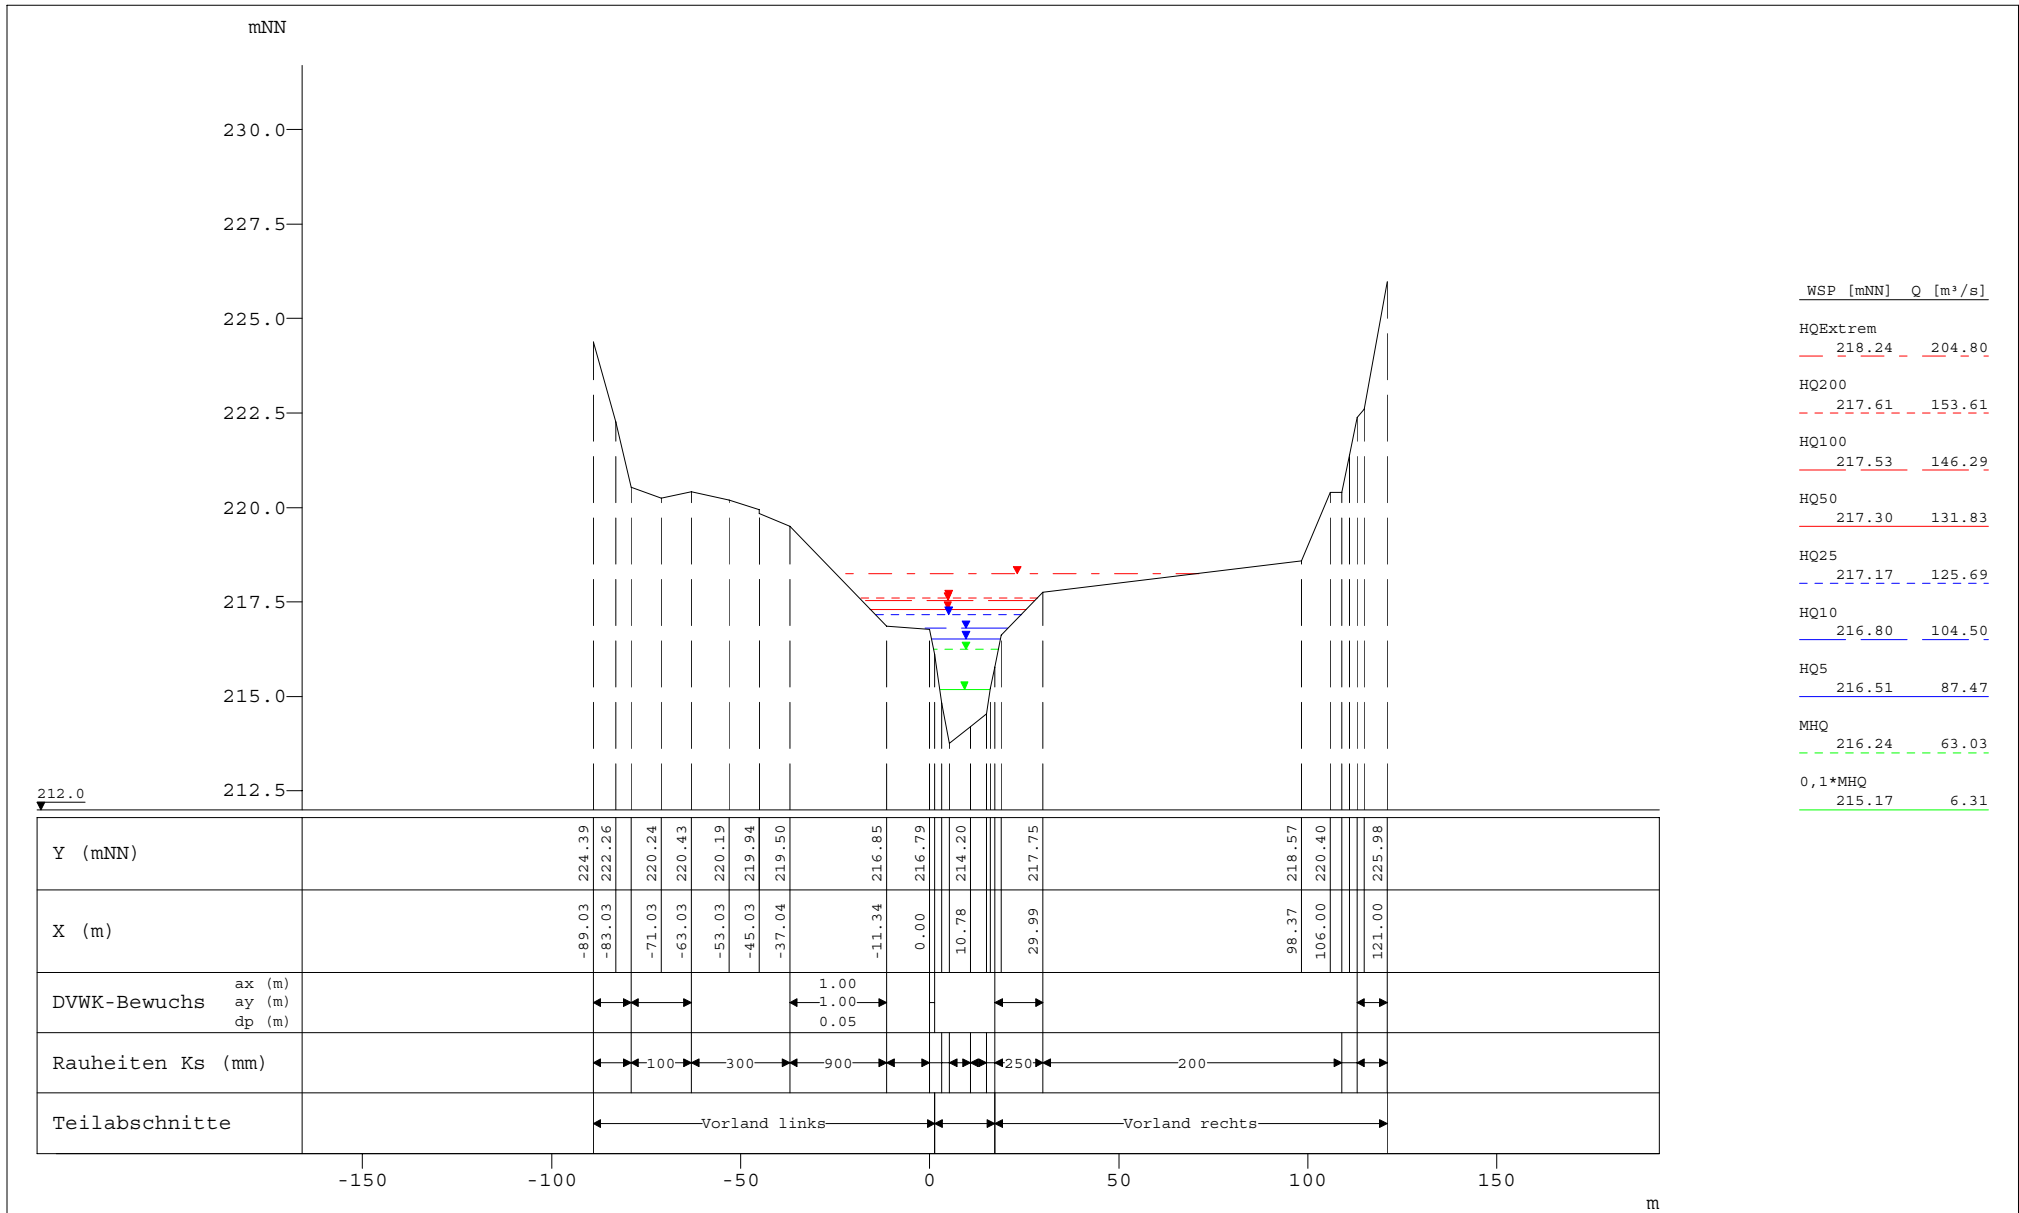 mNN
230.0
227.5
225.0
222.5
220.0
217.5
215.0
212.5
212.0
WSP [mNN] Q [m³/s]
HQExtrem
218.24 204.80
HQ200
217.61 153.61
HQ100
217.53 146.29
HQ50
217.30 131.83
HQ25
217.17 125.69
HQ10
216.80 104.50
HQ5
216.51 87.47
MHQ
216.24 63.03
0,1*MHQ
215.17 6.31
Y (mNN) 224.39 222.26 220.24 220.43 220.19 219.94 219.50 216.85 216.79 214.20 217.75 218.57 220.40 225.98
X (m) -89.03 -83.03 -71.03 -63.03 -53.03 -45.03 -37.04 -11.34 0.00 10.78 29.99 98.37 106.00 121.00
DVWK-Bewuchs
ax (m) 1.00
ay (m) 1.00
dp (m) 0.05
Rauheiten Ks (mm) 100 300 900 250 200
Teilabschnitte Vorland links Vorland rechts
-150 -100 -50 0 50 100 150
m